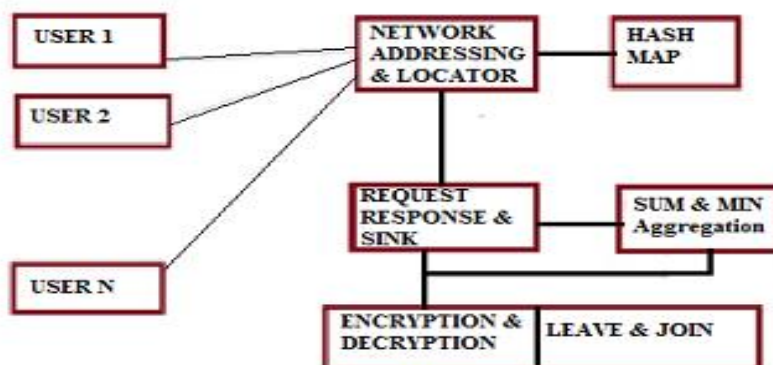 USER 1
USER 2
USER N
NETWORK
ADDRESSING
& LOCATOR
HASH
MAP
REQUEST
RESPONSE &
SINK
SUM & MIN
Aggregation
ENCRYPTION &
DECRYPTION
LEAVE & JOIN